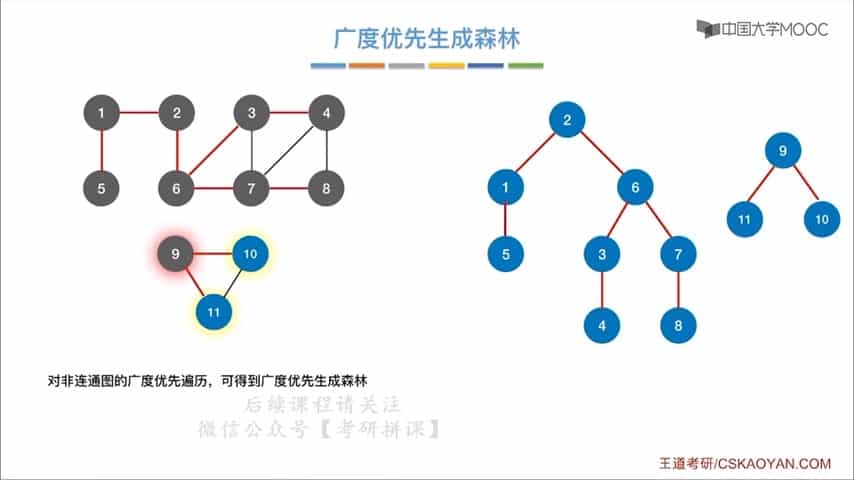 广度优先生成森林
中国大学MOOC
1 2 3 4
5 6 7 8
9 10
11
2
1 6
5 3 7
4 8
9
11 10
对非连通图的广度优先遍历，可得到广度优先生成森林
后续课程请关注
微信公众号【考研拼课】
王道考研/CSKAOYAN.COM